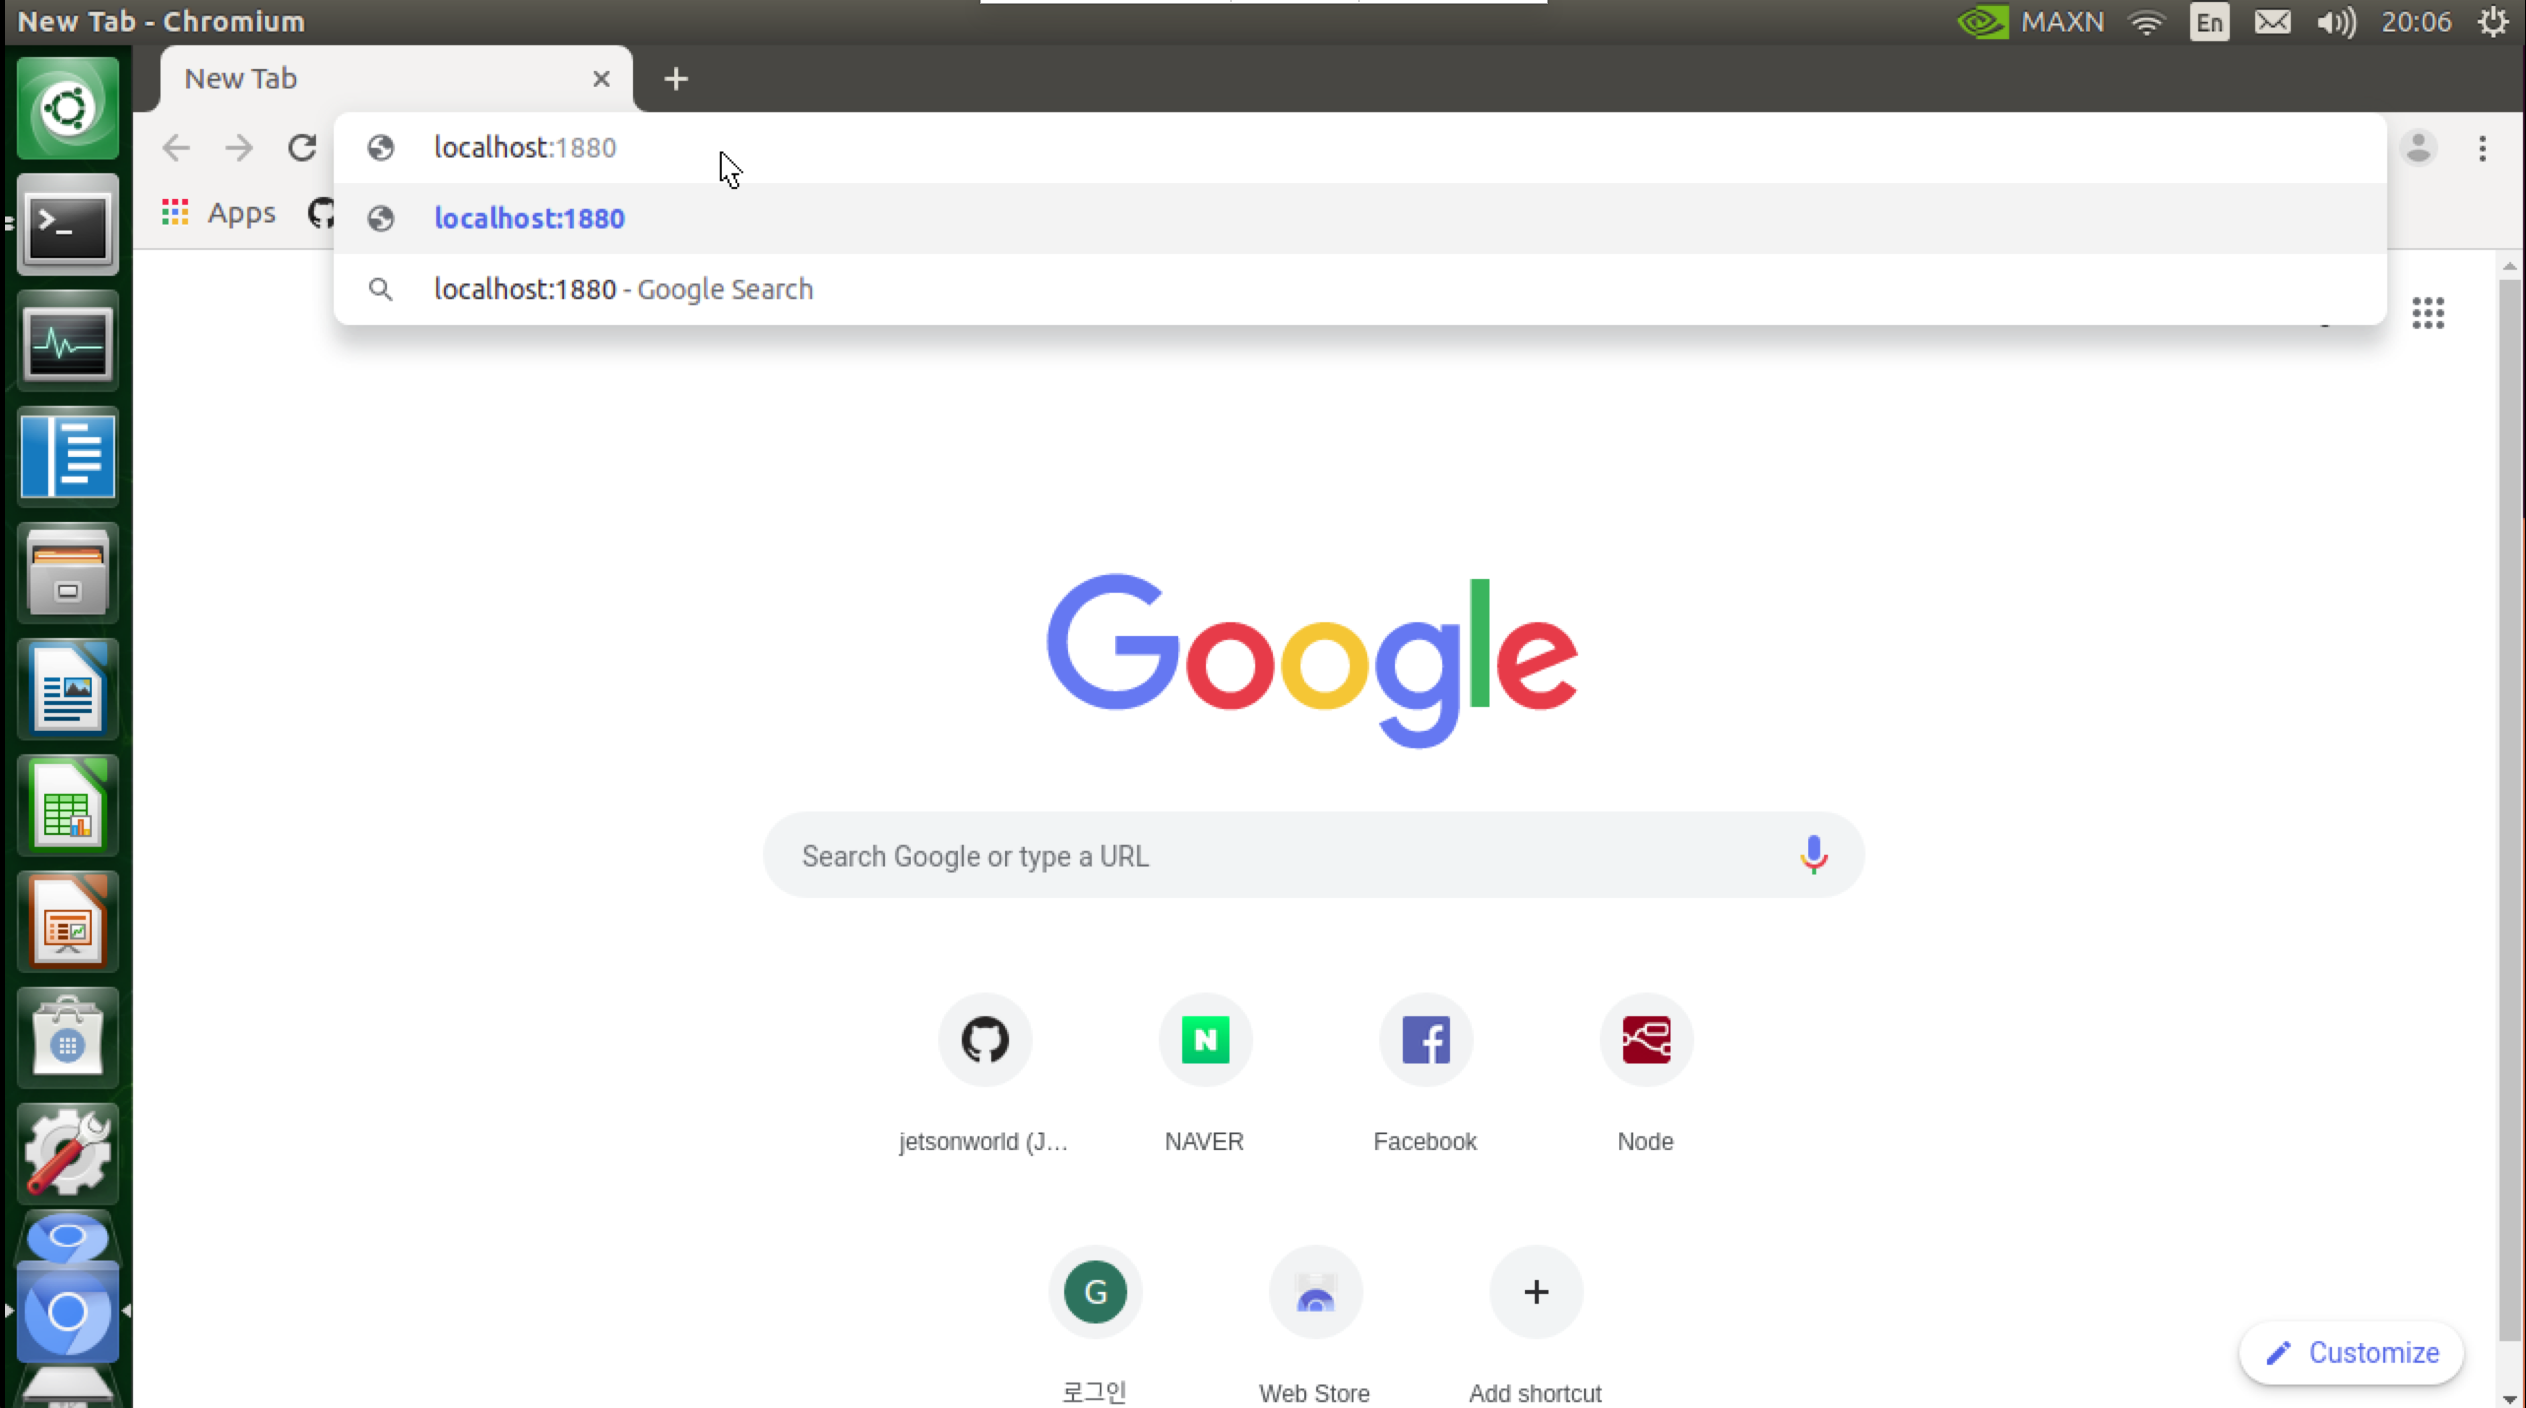 New Tab - Chromium
MAXN
En
20:06
New Tab
localhost:1880
localhost:1880
Apps
localhost:1880 - Google Search
Google
Search Google or type a URL
N
jetsonworld (J...
NAVER
Facebook
Node
G
로그인
Web Store
Add shortcut
Customize